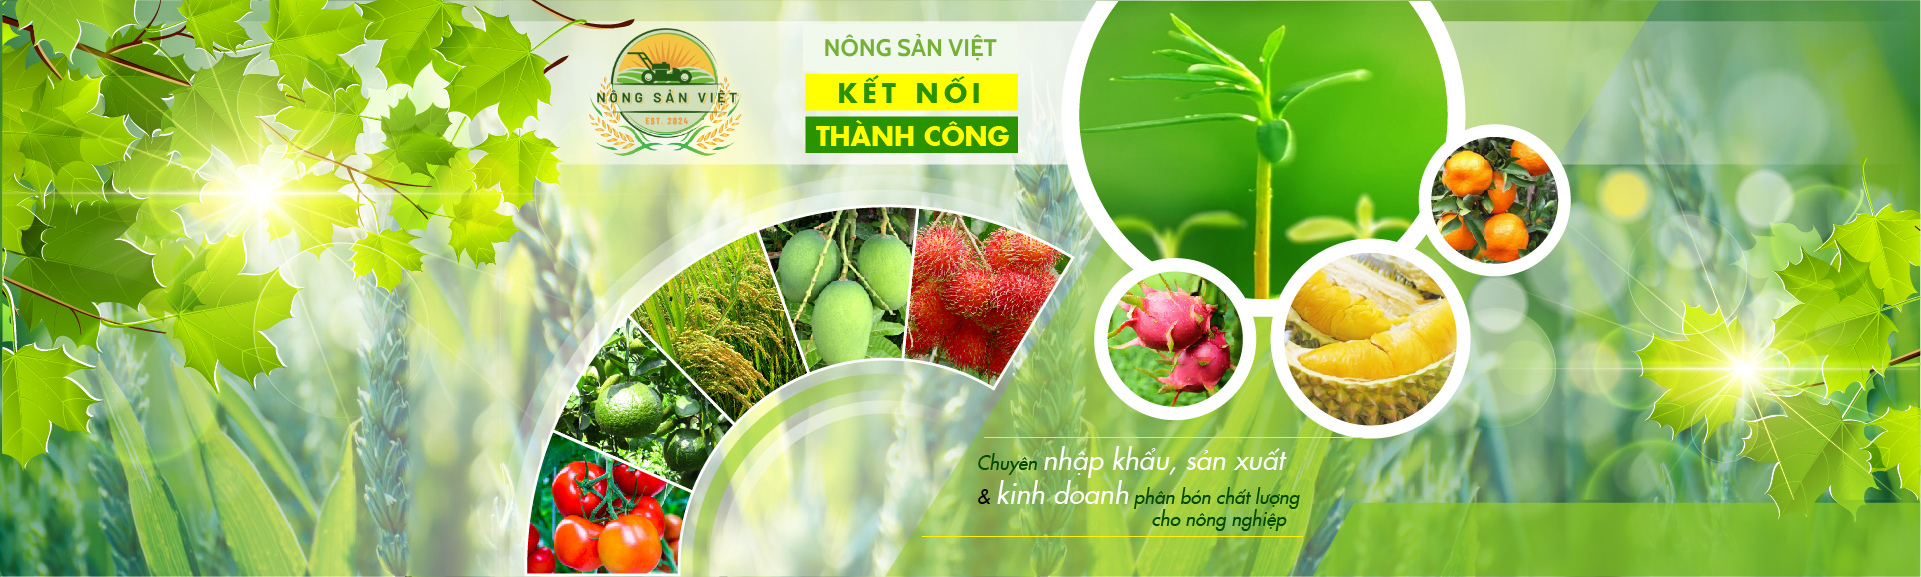 NÔNG SẢN VIỆT
EST. 2024
NÔNG SẢN VIỆT
KẾT NỐI
THÀNH CÔNG
Chuyên nhập khẩu, sản xuất
& kinh doanh phân bón chất lượng
cho nông nghiệp